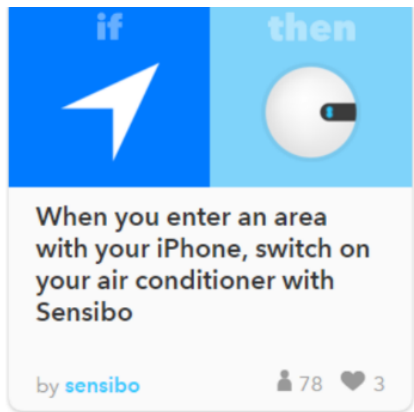 if then
When you enter an area
with your iPhone, switch on
your air conditioner with
Sensibo
by sensibo 78 3